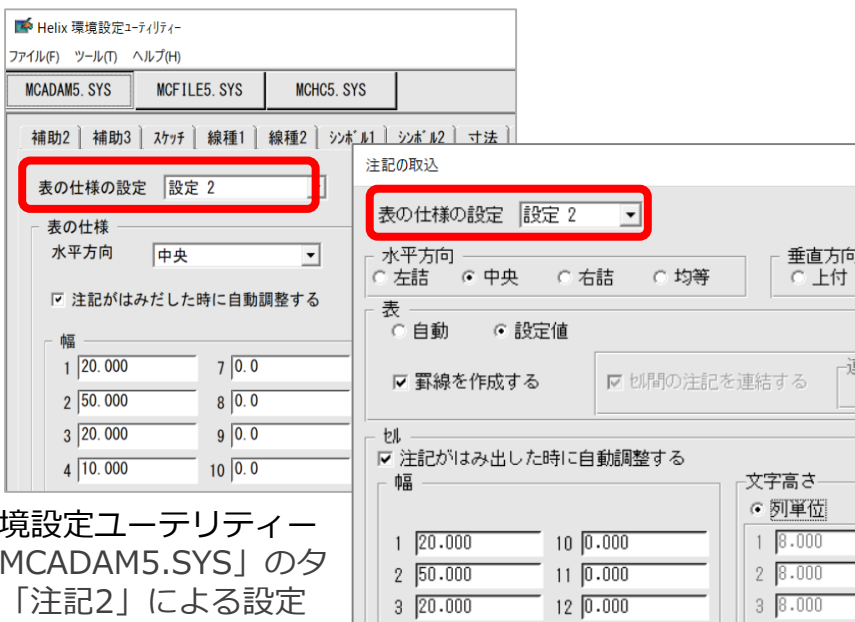 Helix 環境設定ﾕｰﾃｨﾘﾃｨｰ
ファイル(F) ツール(T) ヘルプ(H)
MCADAM5.SYS MCFILE5.SYS MCHC5.SYS
補助2 補助3 ｽｹｯﾁ 線種1 線種2 ｼﾝﾎﾞﾙ1 ｼﾝﾎﾞﾙ2 寸法
表の仕様の設定 設定 2
表の仕様
水平方向 中央
注記がはみだした時に自動調整する
幅
1 20.000 7 0.0
2 50.000 8 0.0
3 20.000 9 0.0
4 10.000 10 0.0
注記の取込
表の仕様の設定 設定 2
水平方向 垂直方向
左詰 中央 右詰 均等 上付
表
自動 設定値
罫線を作成する ｾﾙ間の注記を連結する
ｾﾙ
注記がはみ出した時に自動調整する
幅 文字高さ
列単位
1 20.000 10 0.000 1 8.000
2 50.000 11 0.000 2 8.000
3 20.000 12 0.000 3 8.000
境設定ユーテリティー
MCADAM5.SYS」のタ
「注記2」による設定